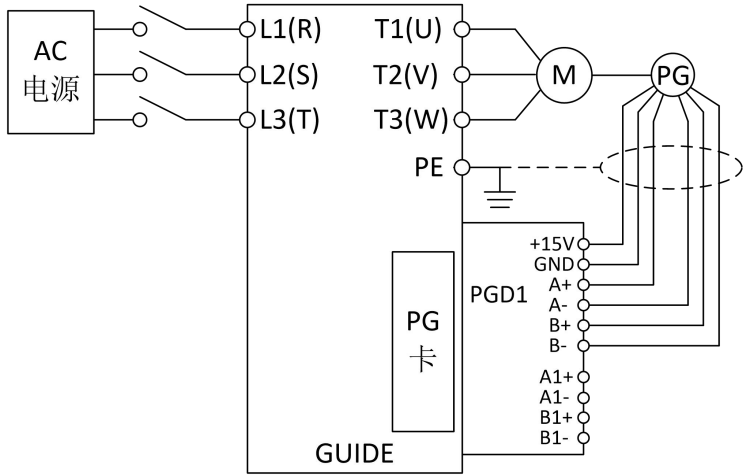 AC
电源
L1(R)
L2(S)
L3(T)
T1(U)
T2(V)
T3(W)
PE
M
PG
+15V
GND
A+
A-
B+
B-
A1+
A1-
B1+
B1-
PGD1
PG
卡
GUIDE